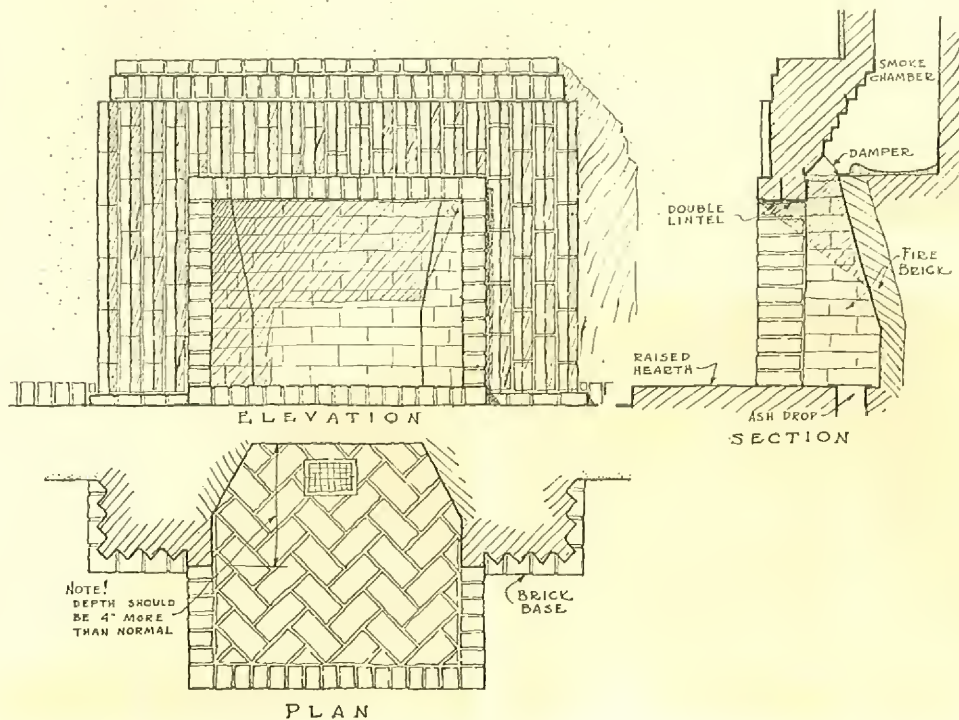 SMOKE
CHAMBER
DAMPER
DOUBLE
LINTEL
FIRE
BRICK
RAISED
HEARTH
ASH DROP
ELEVATION
SECTION
NOTE!
DEPTH SHOULD
BE 4" MORE
THAN NORMAL
BRICK
BASE
PLAN